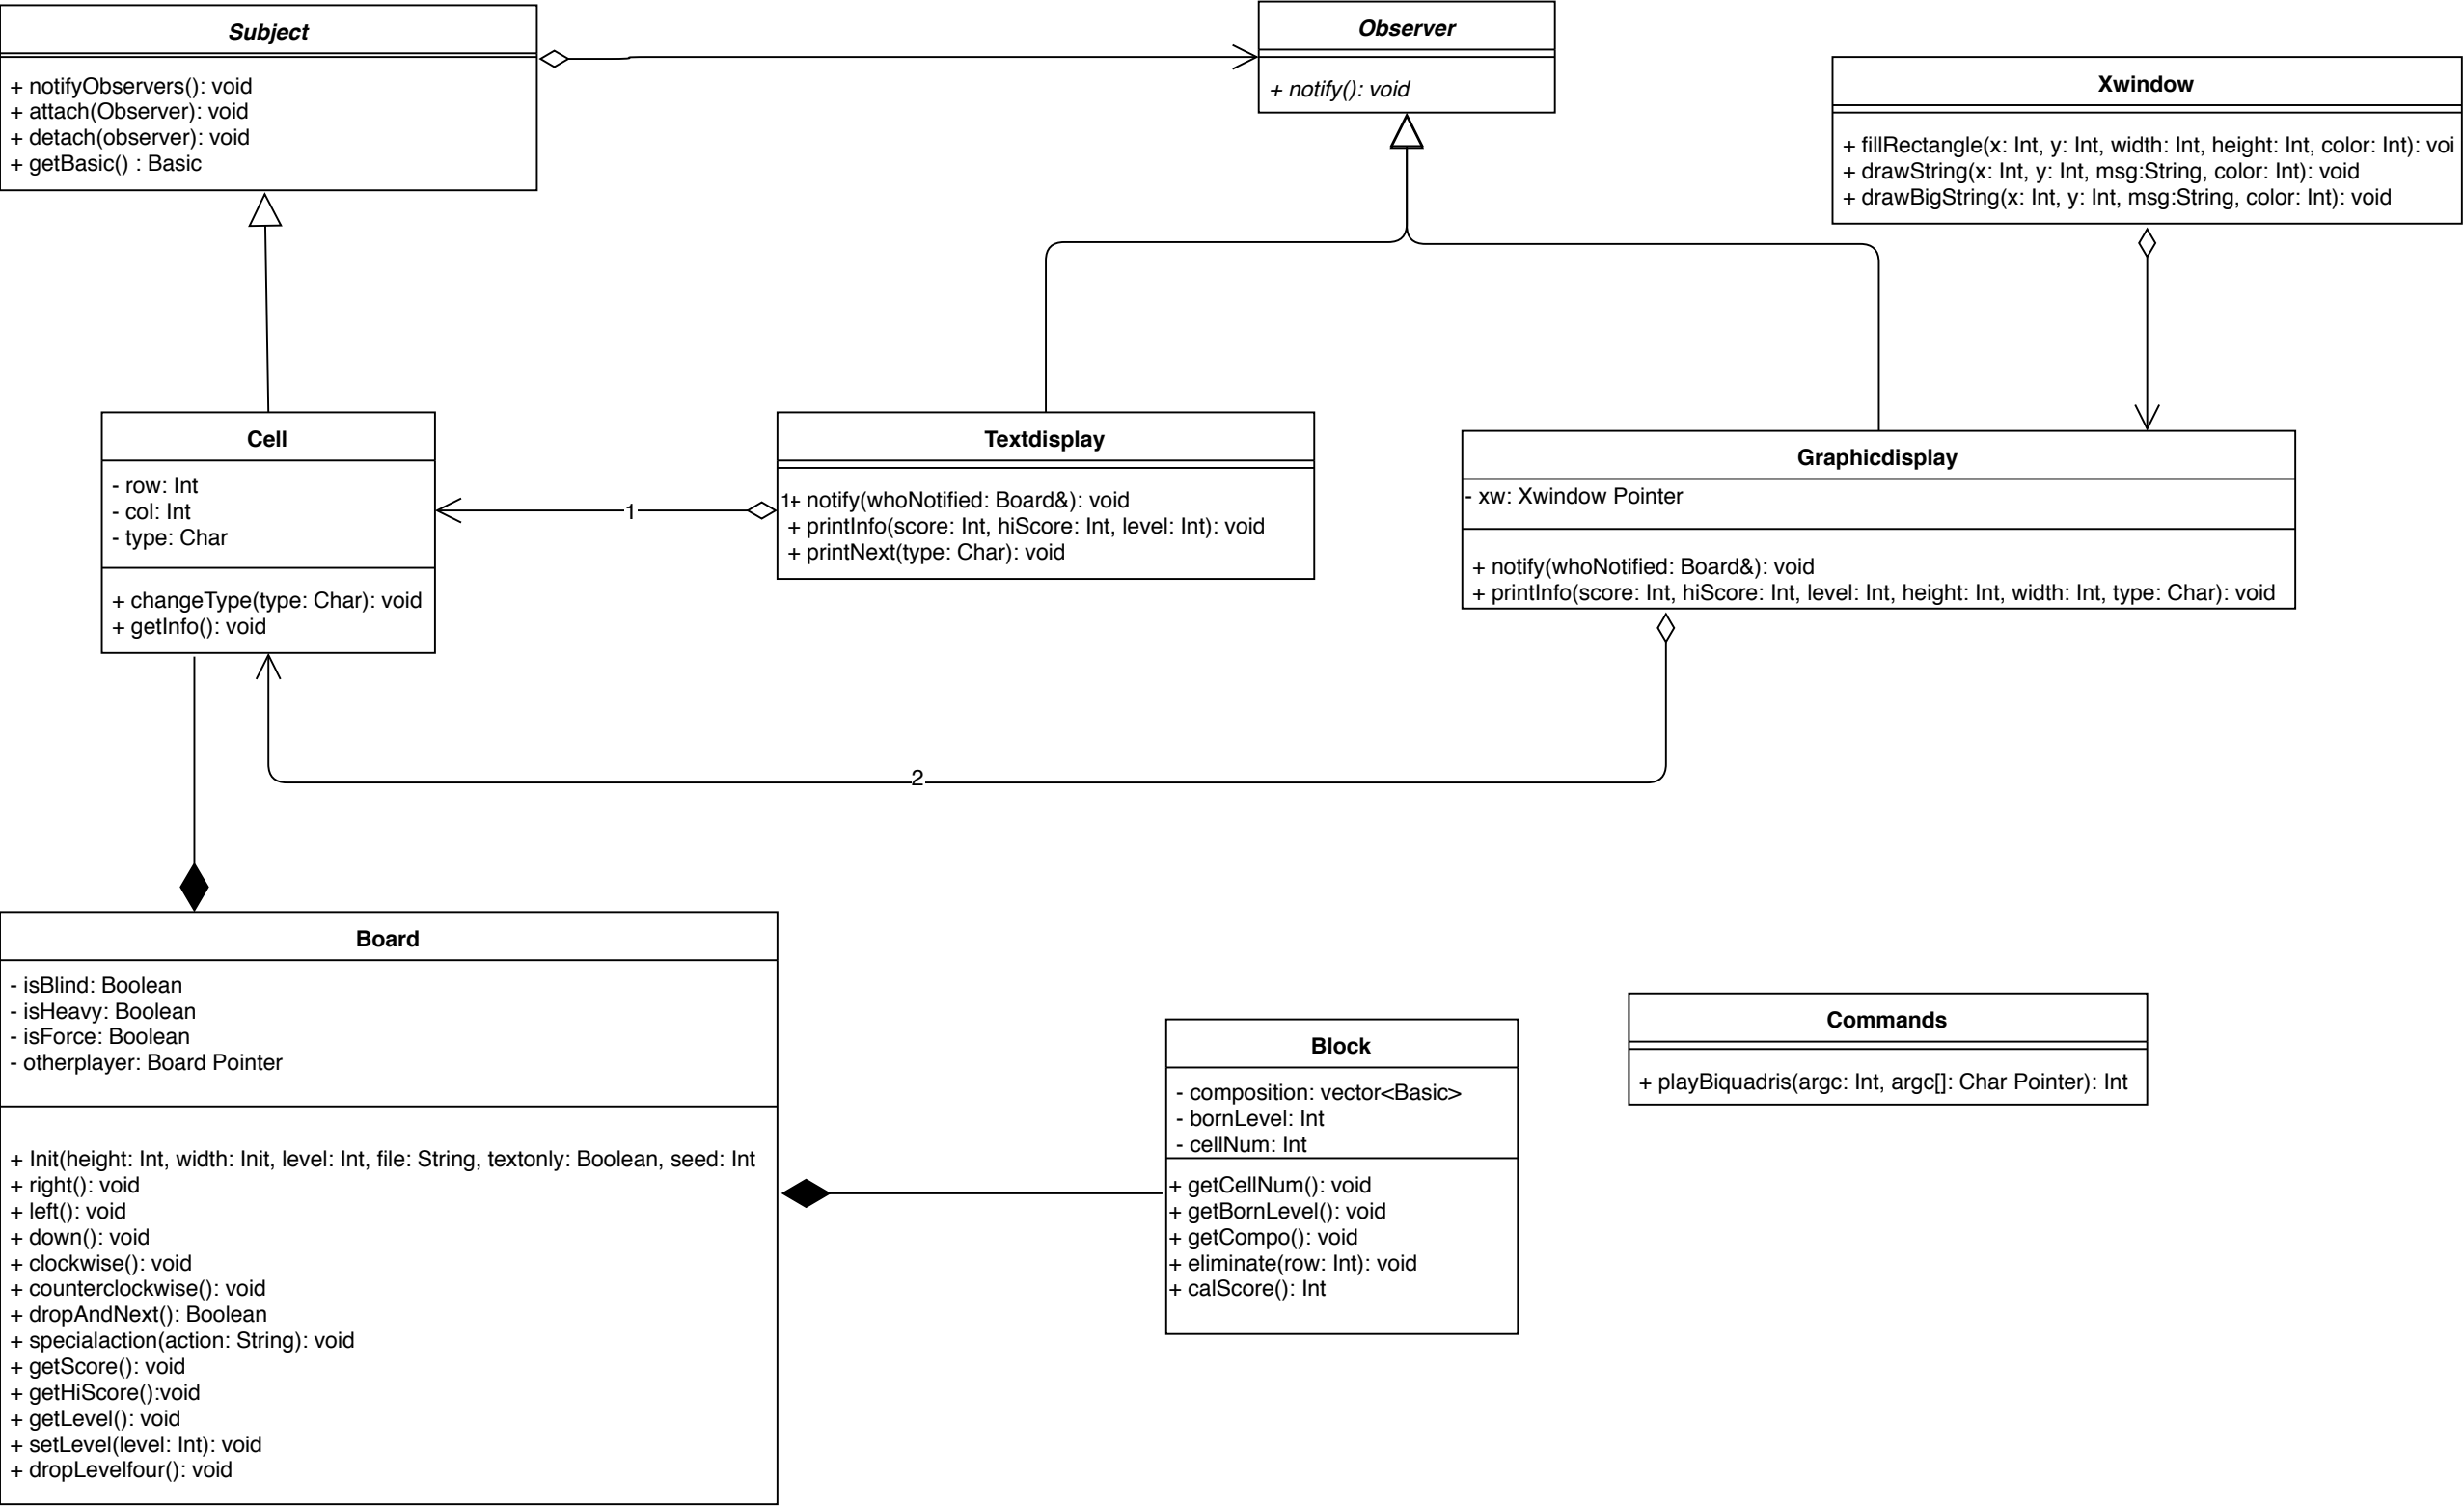 Subject
+ notifyObservers(): void
+ attach(Observer): void
+ detach(observer): void
+ getBasic() : Basic
Observer
+ notify(): void
Xwindow
+ fillRectangle(x: Int, y: Int, width: Int, height: Int, color: Int): voi
+ drawString(x: Int, y: Int, msg:String, color: Int): void
+ drawBigString(x: Int, y: Int, msg:String, color: Int): void
Cell
- row: Int
- col: Int
- type: Char
+ changeType(type: Char): void
+ getInfo(): void
1
Textdisplay
1
+ notify(whoNotified: Board&): void
+ printInfo(score: Int, hiScore: Int, level: Int): void
+ printNext(type: Char): void
Graphicdisplay
- xw: Xwindow Pointer
+ notify(whoNotified: Board&): void
+ printInfo(score: Int, hiScore: Int, level: Int, height: Int, width: Int, type: Char): void
2
Board
- isBlind: Boolean
- isHeavy: Boolean
- isForce: Boolean
- otherplayer: Board Pointer
+ Init(height: Int, width: Init, level: Int, file: String, textonly: Boolean, seed: Int
+ right(): void
+ left(): void
+ down(): void
+ clockwise(): void
+ counterclockwise(): void
+ dropAndNext(): Boolean
+ specialaction(action: String): void
+ getScore(): void
+ getHiScore():void
+ getLevel(): void
+ setLevel(level: Int): void
+ dropLevelfour(): void
Block
- composition: vector<Basic>
- bornLevel: Int
- cellNum: Int
+ getCellNum(): void
+ getBornLevel(): void
+ getCompo(): void
+ eliminate(row: Int): void
+ calScore(): Int
Commands
+ playBiquadris(argc: Int, argc[]: Char Pointer): Int